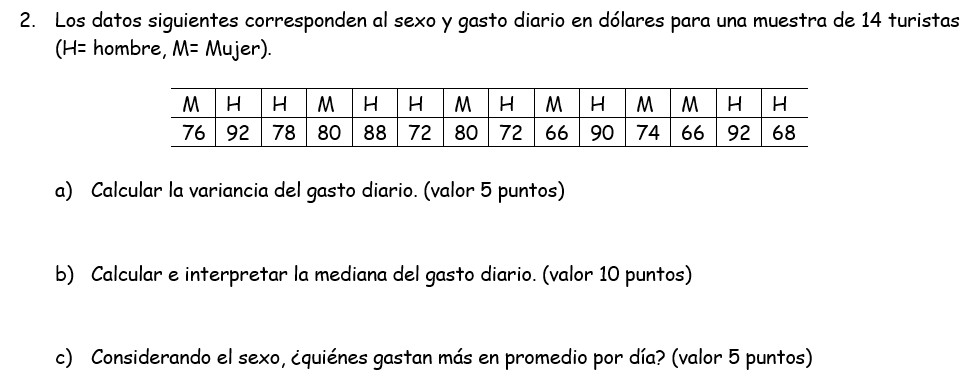 2. Los datos siguientes corresponden al sexo y gasto diario en dólares para una muestra de 14 turistas
(H= hombre, M= Mujer).
M H H M H H M H M H M M H H
76 92 78 80 88 72 80 72 66 90 74 66 92 68
a) Calcular la variancia del gasto diario. (valor 5 puntos)
b) Calcular e interpretar la mediana del gasto diario. (valor 10 puntos)
c) Considerando el sexo, ¿quiénes gastan más en promedio por día? (valor 5 puntos)